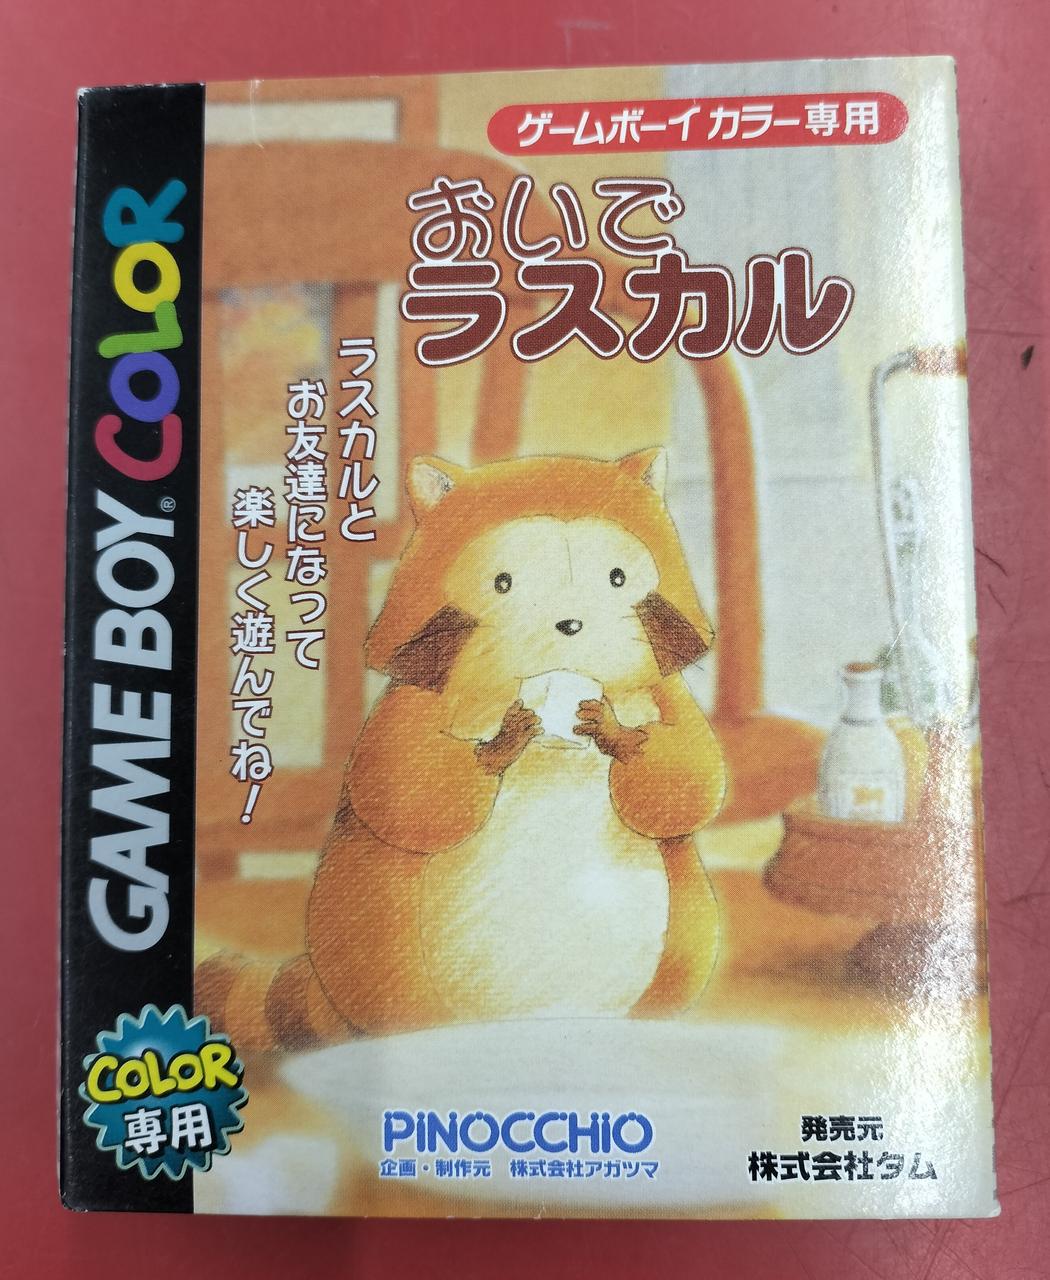 ゲームボーイ カラー専用
おいで
ラスカル
ラスカルと
お友達になって
楽しく遊んでね!
GAME BOY® COLOR
COLOR
専用
PINOCCHIO
企画・制作元 株式会社アガツマ
発売元
株式会社タム